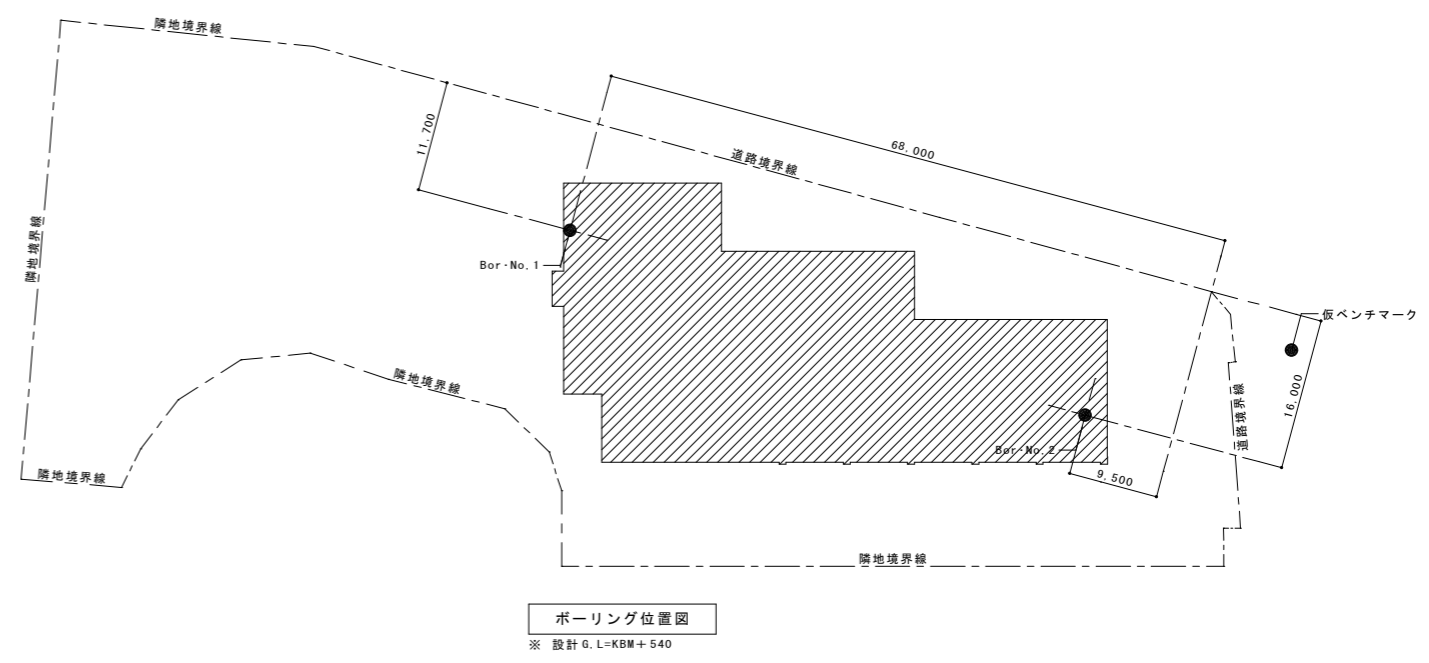 隣地境界線
11,700
68,000
道路境界線
隣地境界線
Bor·No.1
仮ベンチマーク
隣地境界線
16,000
道路境界線
Bor·No.2
9,500
隣地境界線
隣地境界線
ボーリング位置図
※ 設計G.L=KBM+540